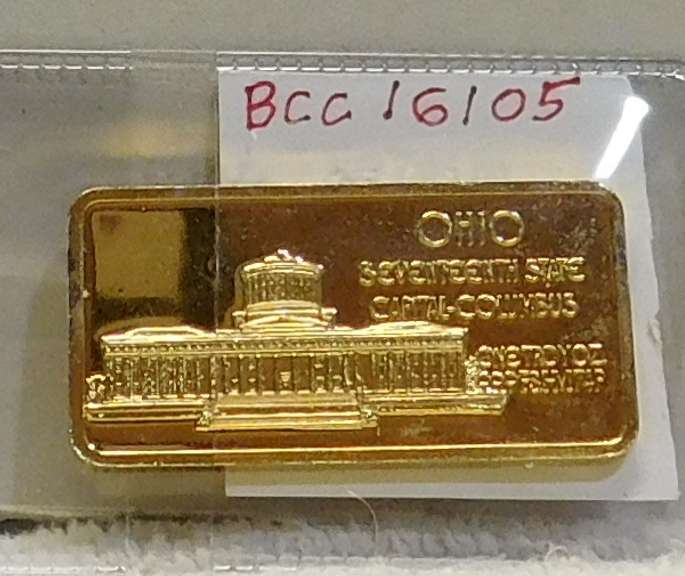 BCC 16105
OHIO
SEVENTEENTH STATE
CAPITAL-COLUMBUS
ONE TROY OZ.